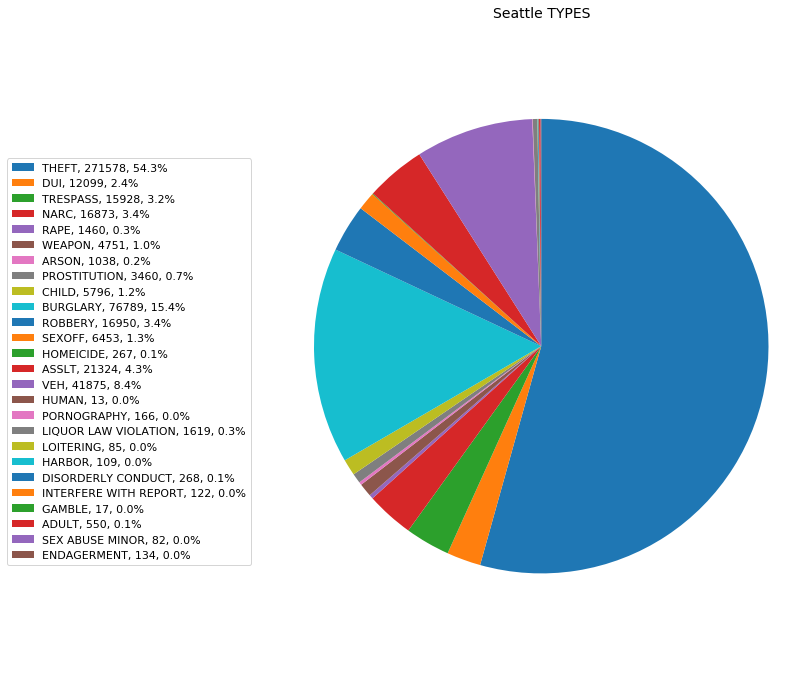 Seattle TYPES
THEFT, 271578, 54.3%
DUI, 12099, 2.4%
TRESPASS, 15928, 3.2%
NARC, 16873, 3.4%
RAPE, 1460, 0.3%
WEAPON, 4751, 1.0%
ARSON, 1038, 0.2%
PROSTITUTION, 3460, 0.7%
CHILD, 5796, 1.2%
BURGLARY, 76789, 15.4%
ROBBERY, 16950, 3.4%
SEXOFF, 6453, 1.3%
HOMEICIDE, 267, 0.1%
ASSLT, 21324, 4.3%
VEH, 41875, 8.4%
HUMAN, 13, 0.0%
PORNOGRAPHY, 166, 0.0%
LIQUOR LAW VIOLATION, 1619, 0.3%
LOITERING, 85, 0.0%
HARBOR, 109, 0.0%
DISORDERLY CONDUCT, 268, 0.1%
INTERFERE WITH REPORT, 122, 0.0%
GAMBLE, 17, 0.0%
ADULT, 550, 0.1%
SEX ABUSE MINOR, 82, 0.0%
ENDAGERMENT, 134, 0.0%